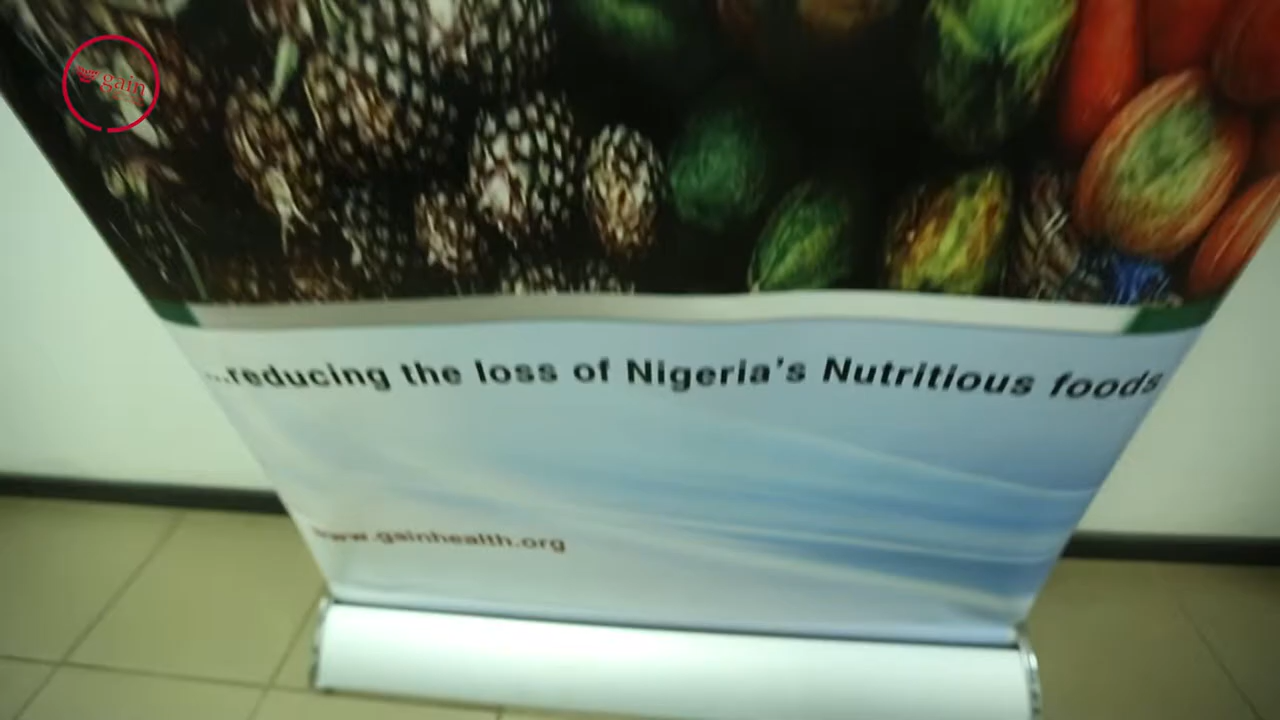 gain
...reducing the loss of Nigeria's Nutritious foods
www.gainhealth.org